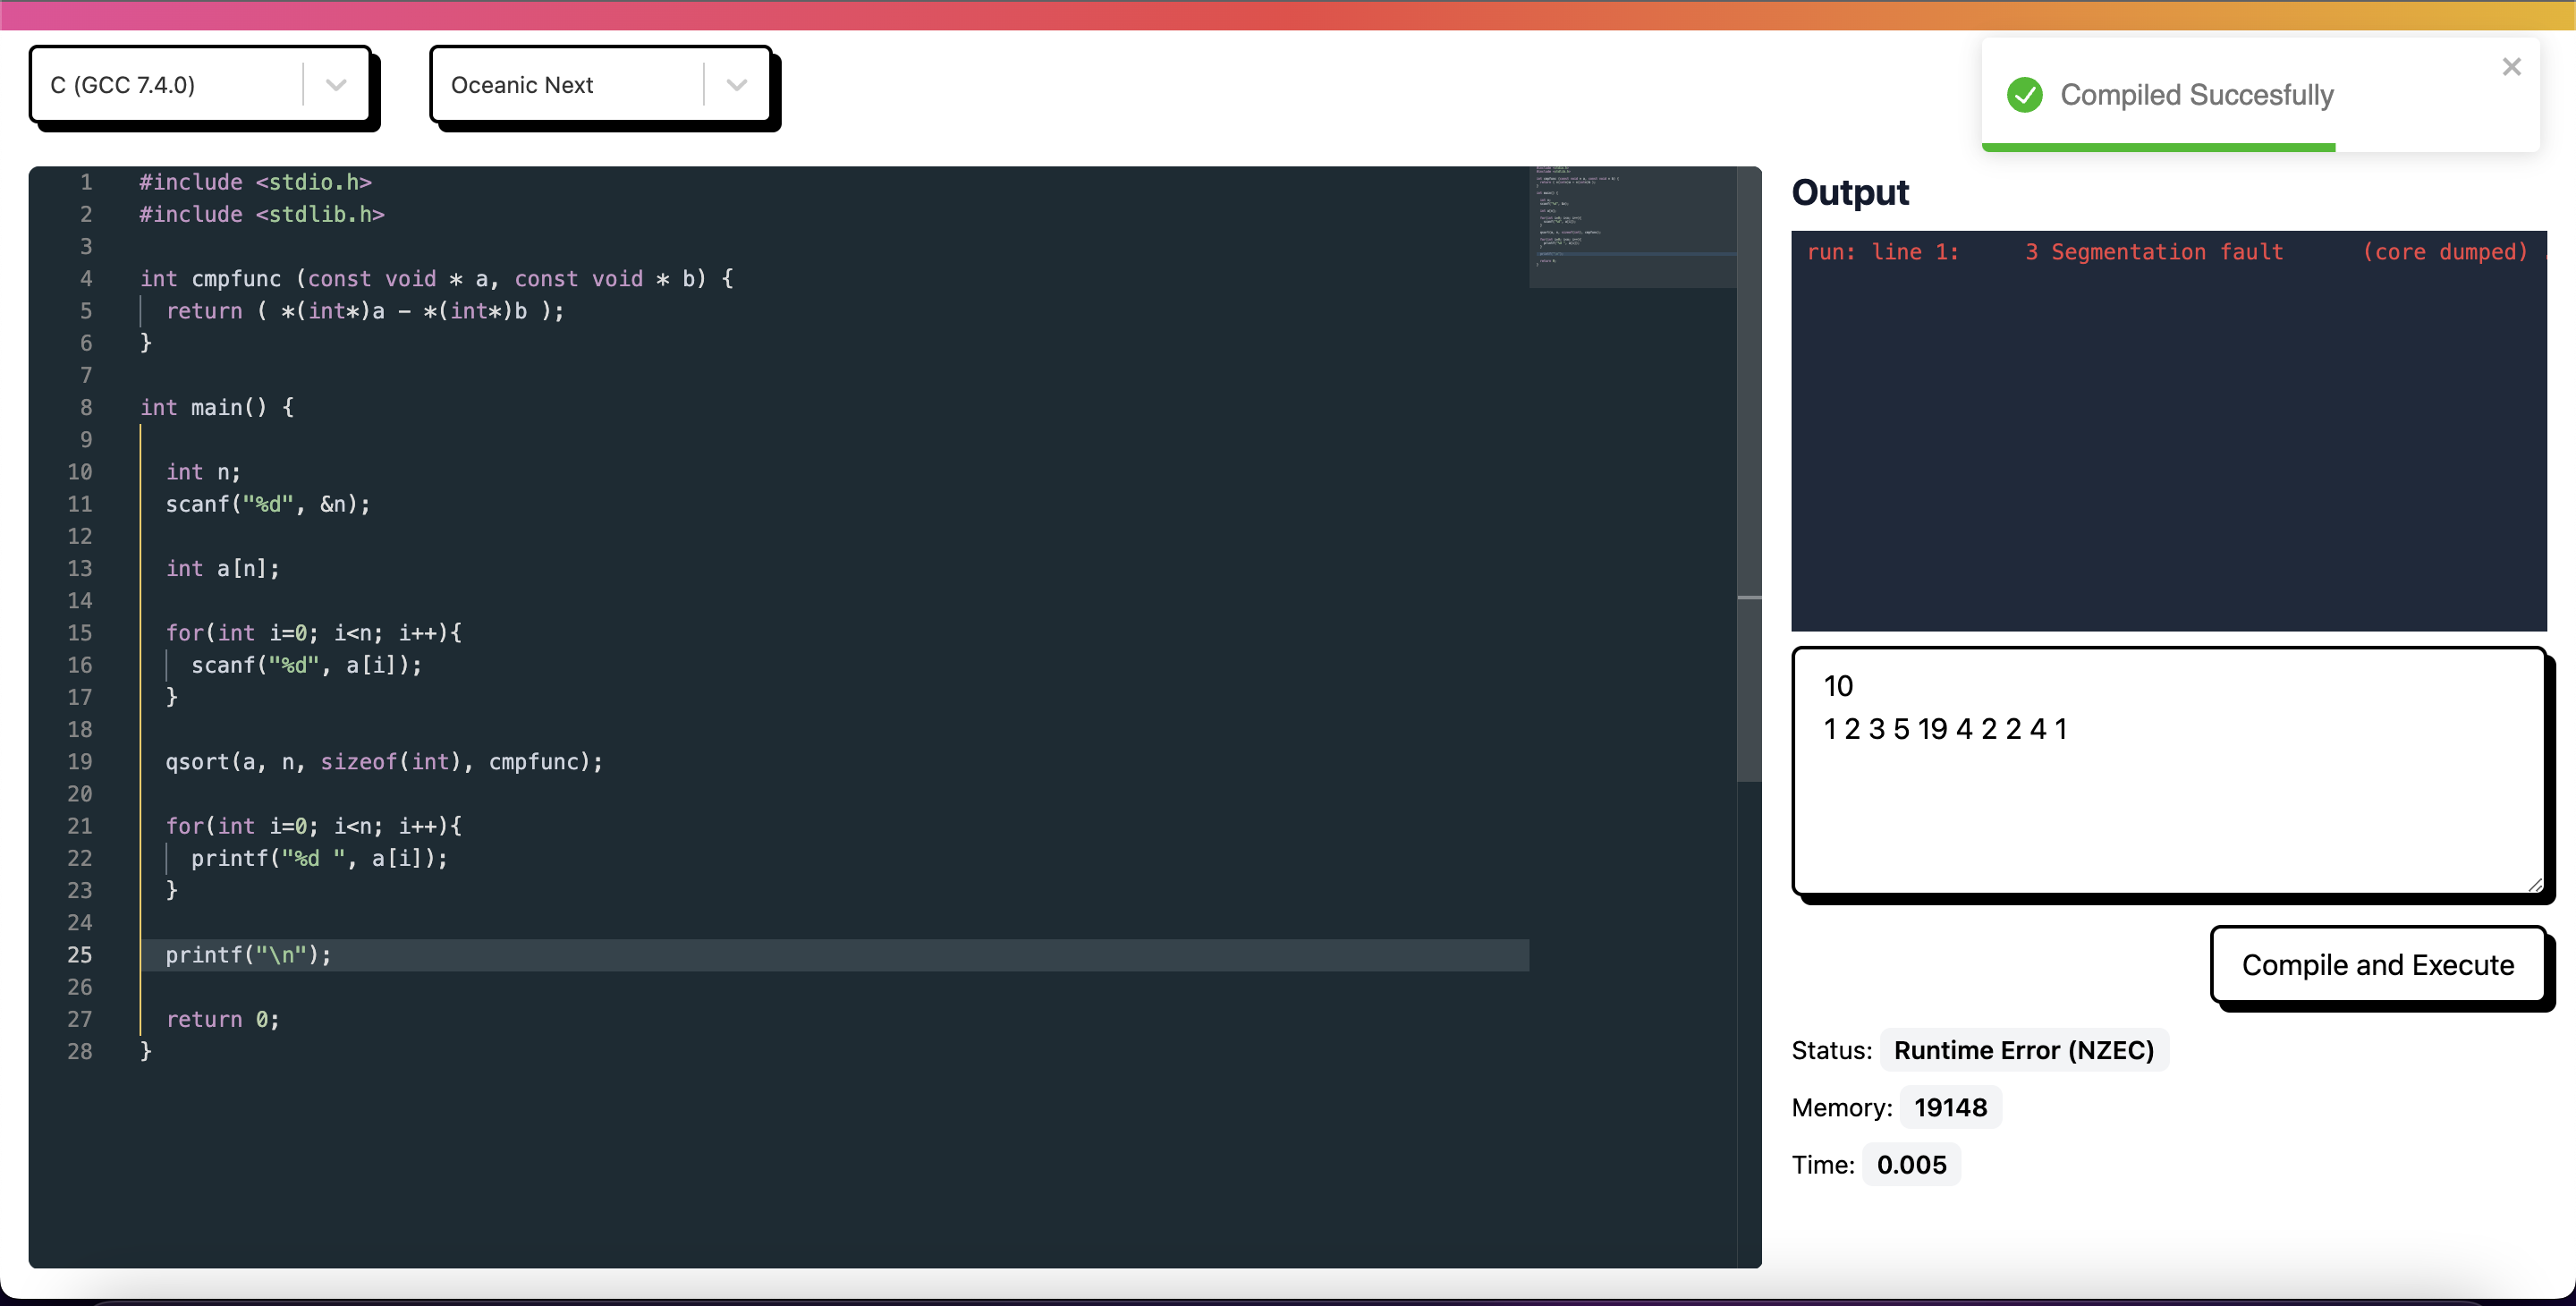 C (GCC 7.4.0)
Oceanic Next
Compiled Succesfully
1 #include <stdio.h>
2 #include <stdlib.h>
3
4 int cmpfunc (const void * a, const void * b) {
5 return ( *(int*)a - *(int*)b );
6 }
7
8 int main() {
9
10 int n;
11 scanf("%d", &n);
12
13 int a[n];
14
15 for(int i=0; i<n; i++){
16 scanf("%d", a[i]);
17 }
18
19 qsort(a, n, sizeof(int), cmpfunc);
20
21 for(int i=0; i<n; i++){
22 printf("%d ", a[i]);
23 }
24
25 printf("\n");
26
27 return 0;
28 }
Output
run: line 1: 3 Segmentation fault (core dumped)
10
1 2 3 5 19 4 2 2 4 1
Compile and Execute
Status: Runtime Error (NZEC)
Memory: 19148
Time: 0.005